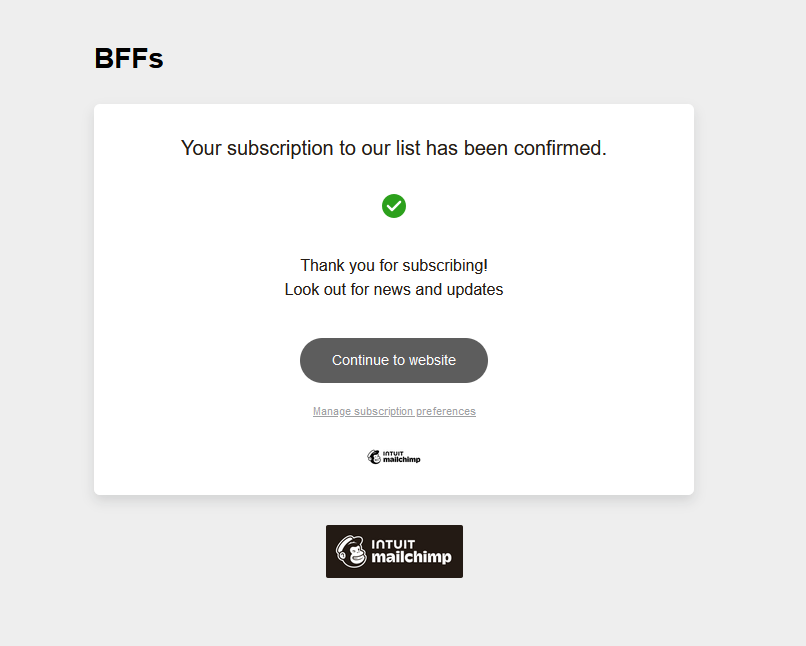 BFFs
Your subscription to our list has been confirmed.
Thank you for subscribing!
Look out for news and updates
Continue to website
Manage subscription preferences
INTUIT
mailchimp
INTUIT
mailchimp